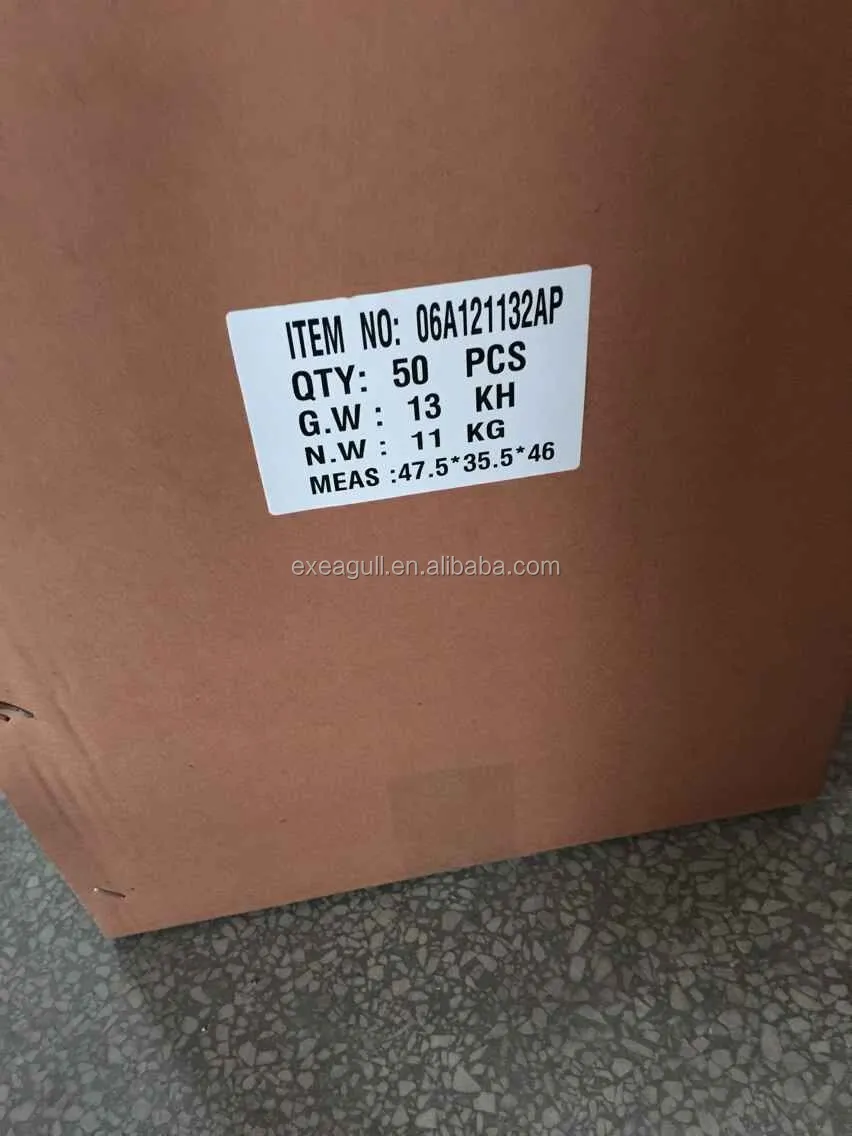 ITEM NO: 06A121132AP
QTY: 50 PCS
G.W : 13 KH
N.W : 11 KG
MEAS :47.5*35.5*46
exeagull.en.alibaba.com